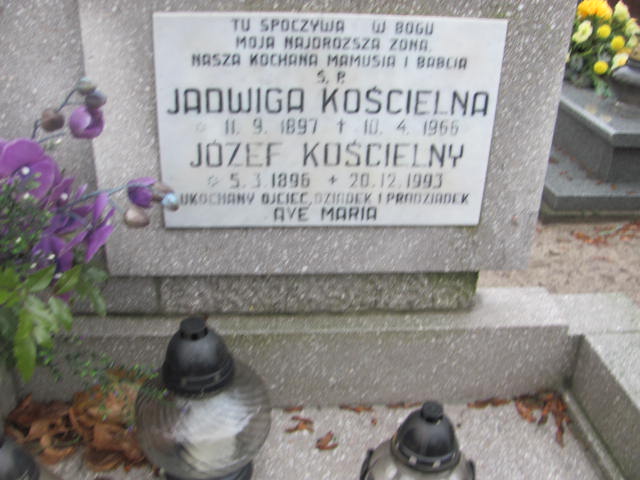 TU SPOCZYWA W BOGU
MOJA NAJDROŻSZA ŻONA,
NASZA KOCHANA MAMUSIA I BABCIA
Ś. P.
JADWIGA KOŚCIELNA
☆ 11. 9. 1897 † 10. 4. 1966
JÓZEF KOŚCIELNY
☆ 5. 3. 1896 † 20. 12. 1993
UKOCHANY OJCIEC, DZIADEK I PRADZIADEK
AVE MARIA